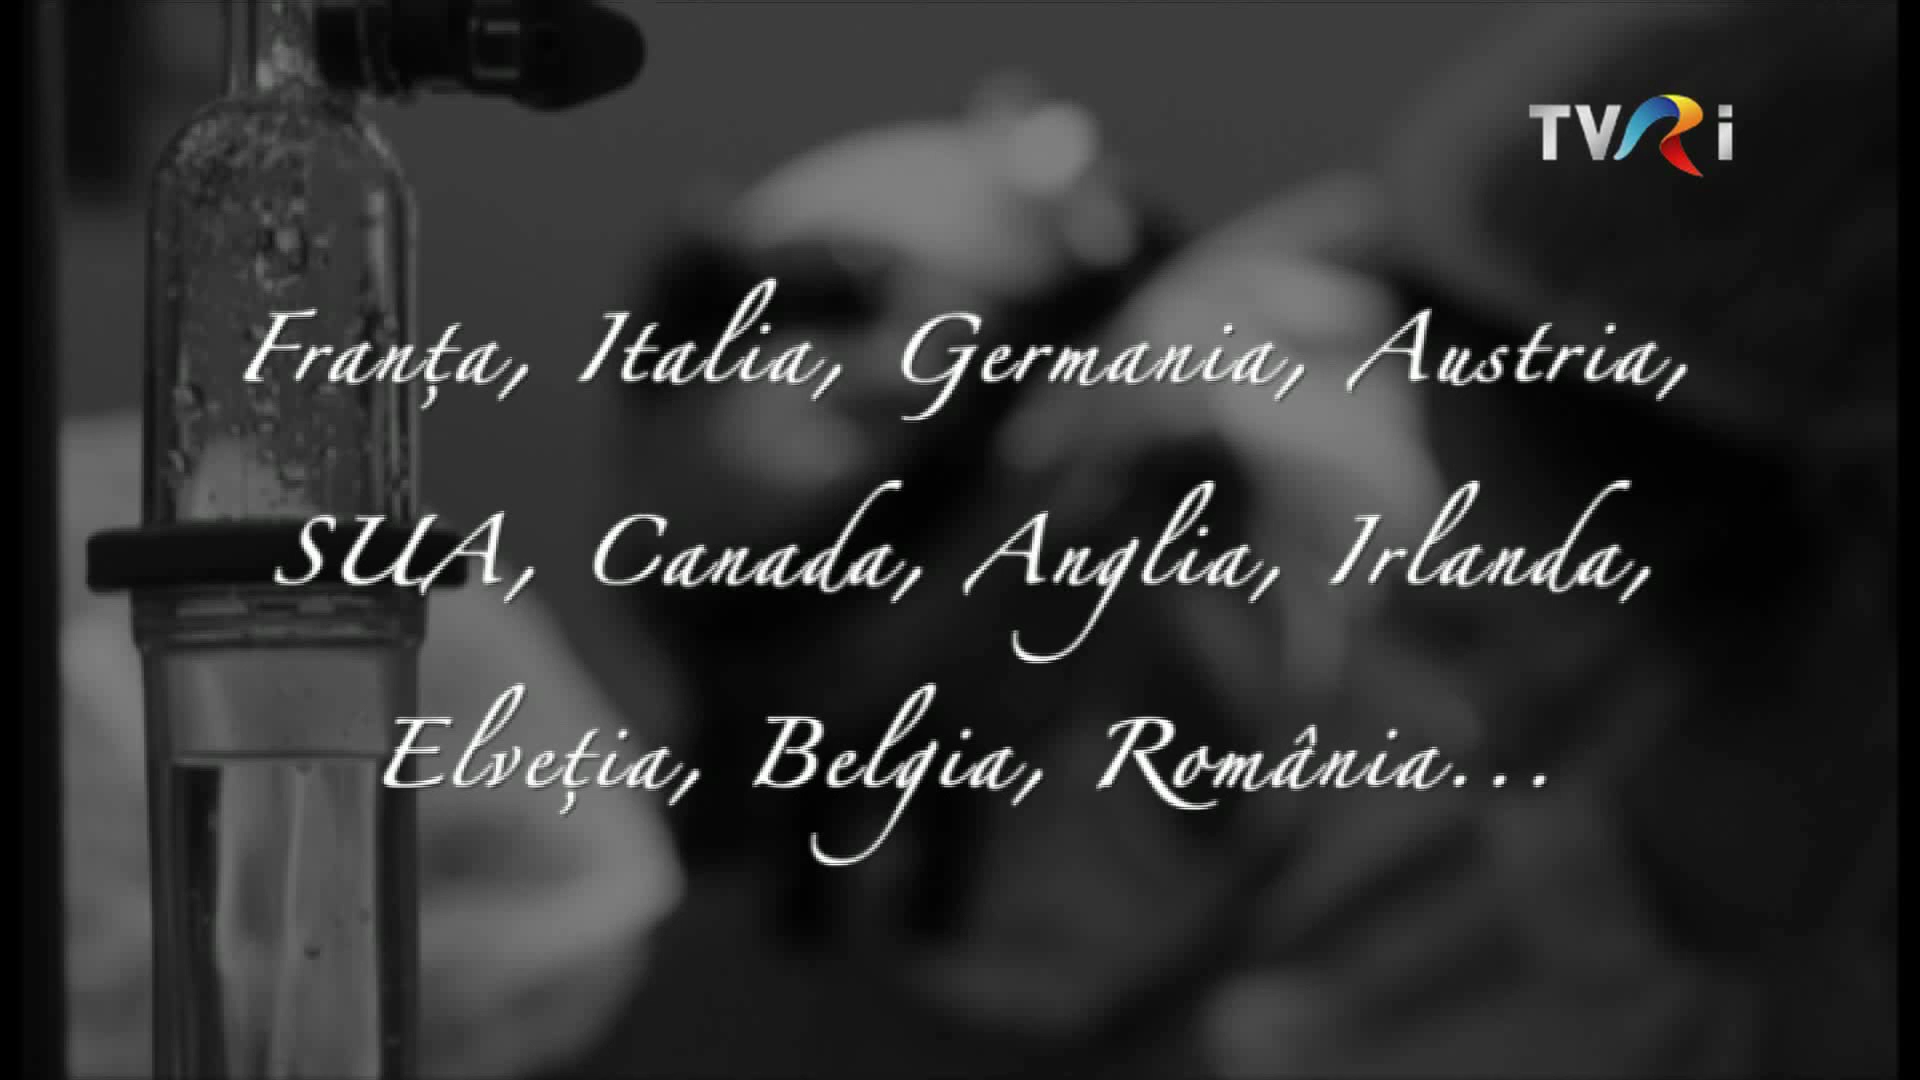 TVRi
Franța, Italia, Germania, Austria,
SUA, Canada, Anglia, Irlanda,
Elveția, Belgia, România...